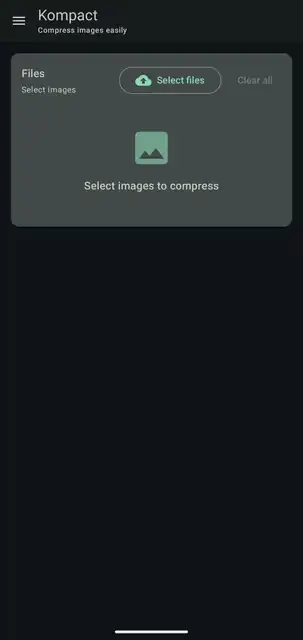 Kompact
Compress images easily
Files
Select Images
Select files
Clear all
Select images to compress